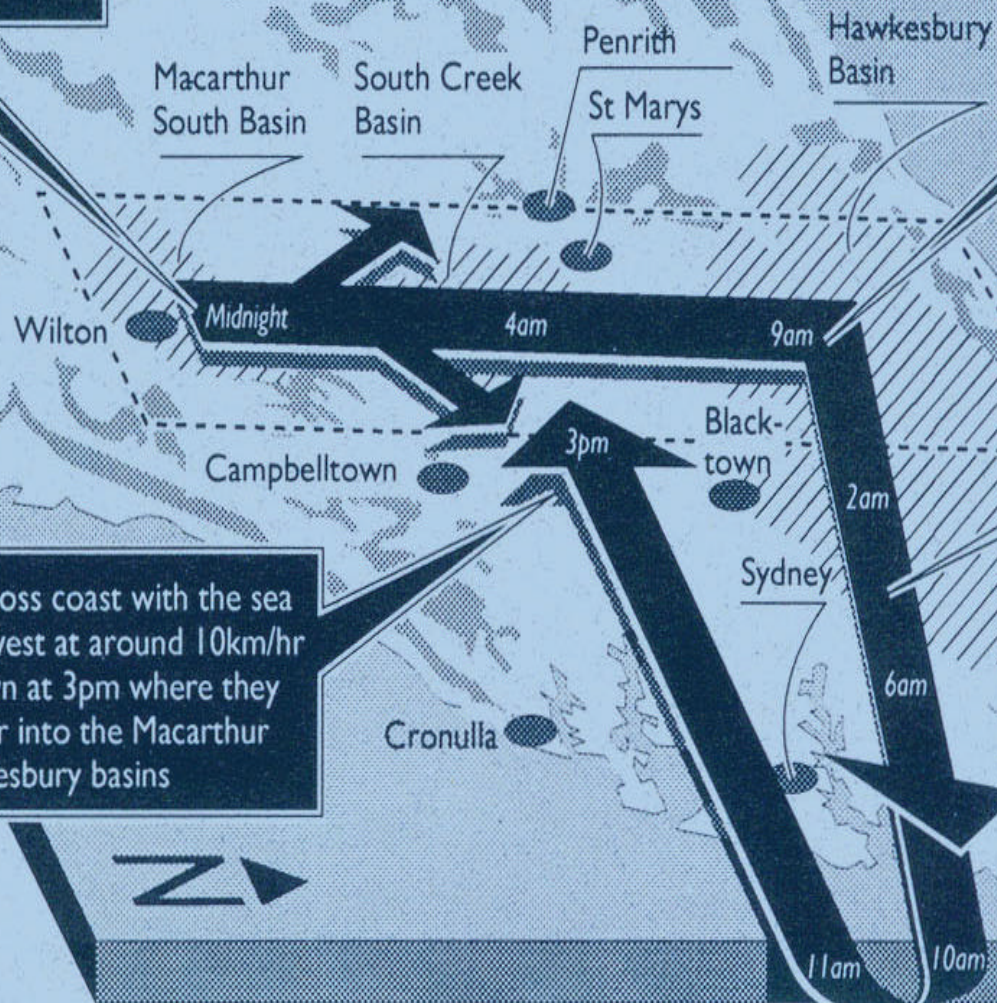 Penrith
Hawkesbury
Basin
Macarthur
South Basin
South Creek
Basin
St Marys
Wilton
Midnight
4am
9am
3pm
Black-
town
Campbelltown
2am
Sydney
oss coast with the sea
vest at around 10km/hr
n at 3pm where they
r into the Macarthur
esbury basins
6am
Cronulla
N
11am
10am